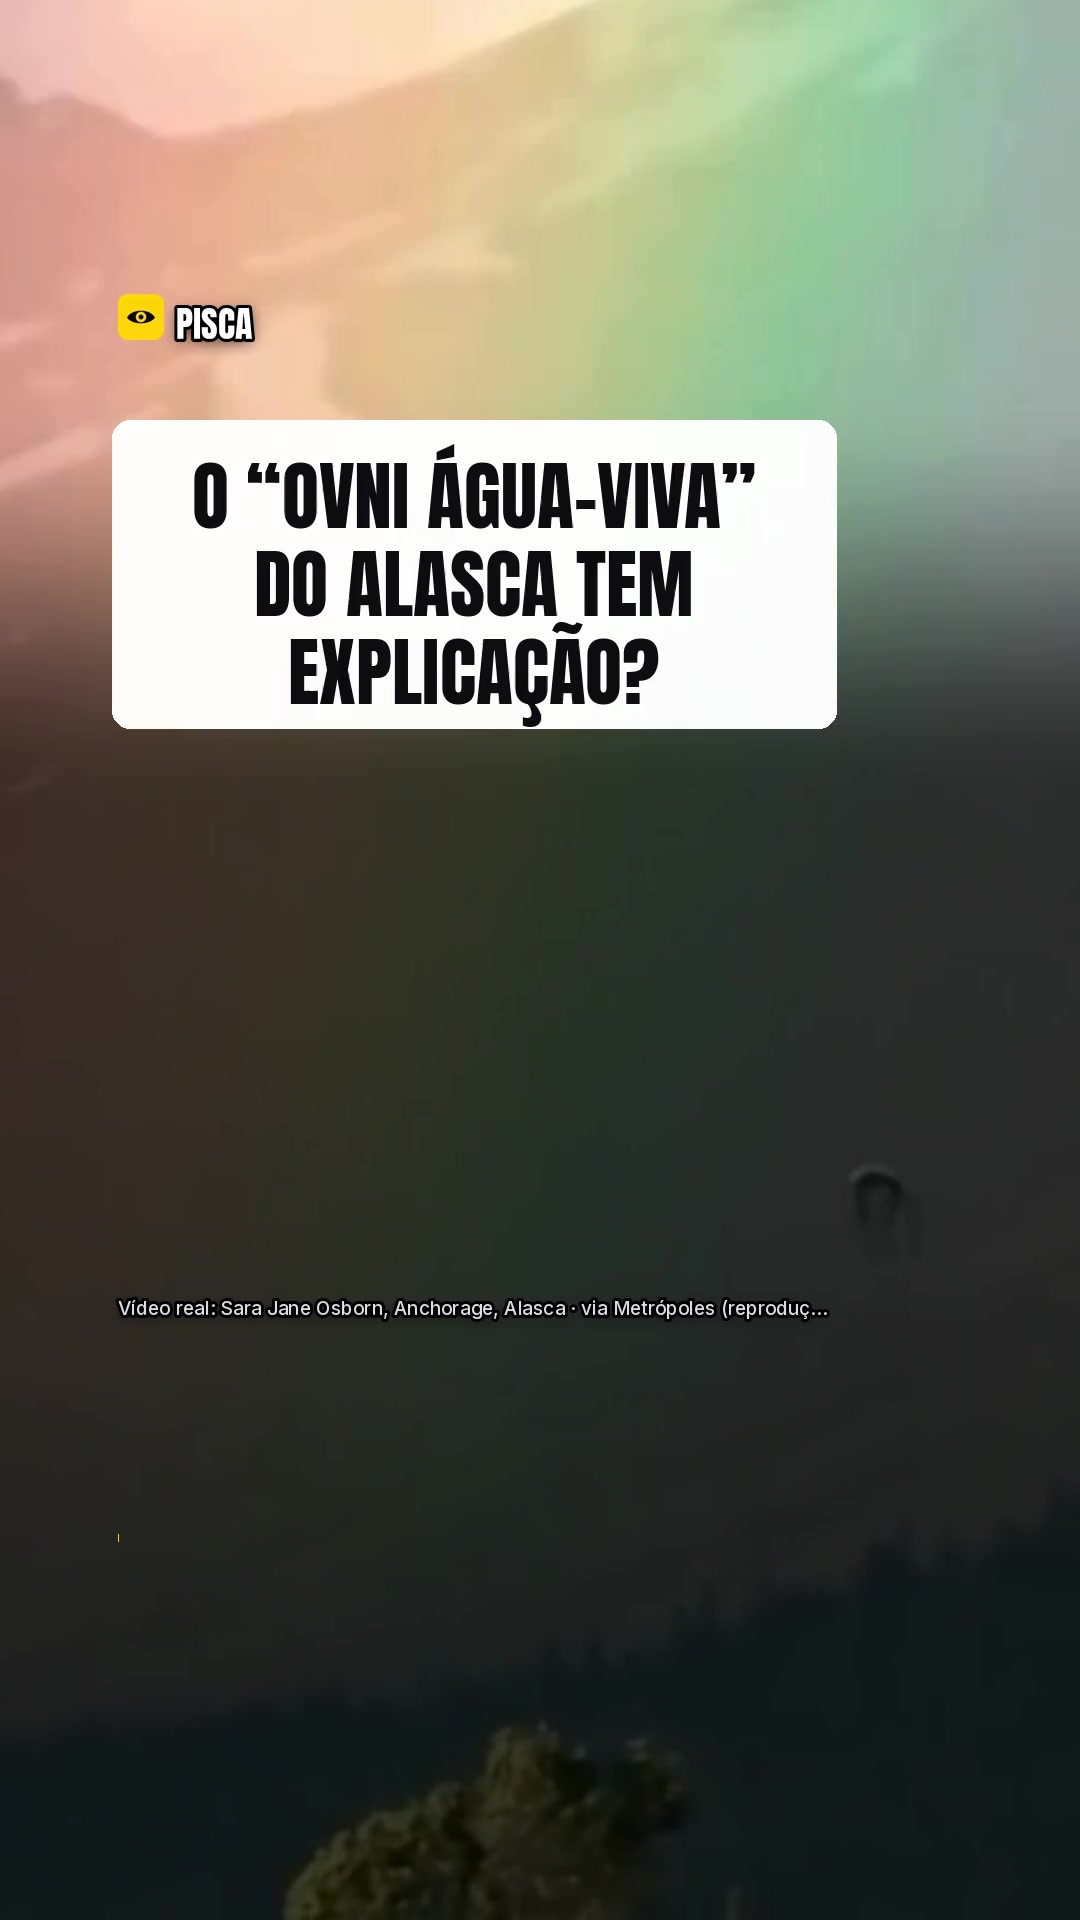 PISCA
O “OVNI ÁGUA-VIVA”
DO ALASCA TEM
EXPLICAÇÃO?
Vídeo real: Sara Jane Osborn, Anchorage, Alasca · via Metrópoles (reproduç...